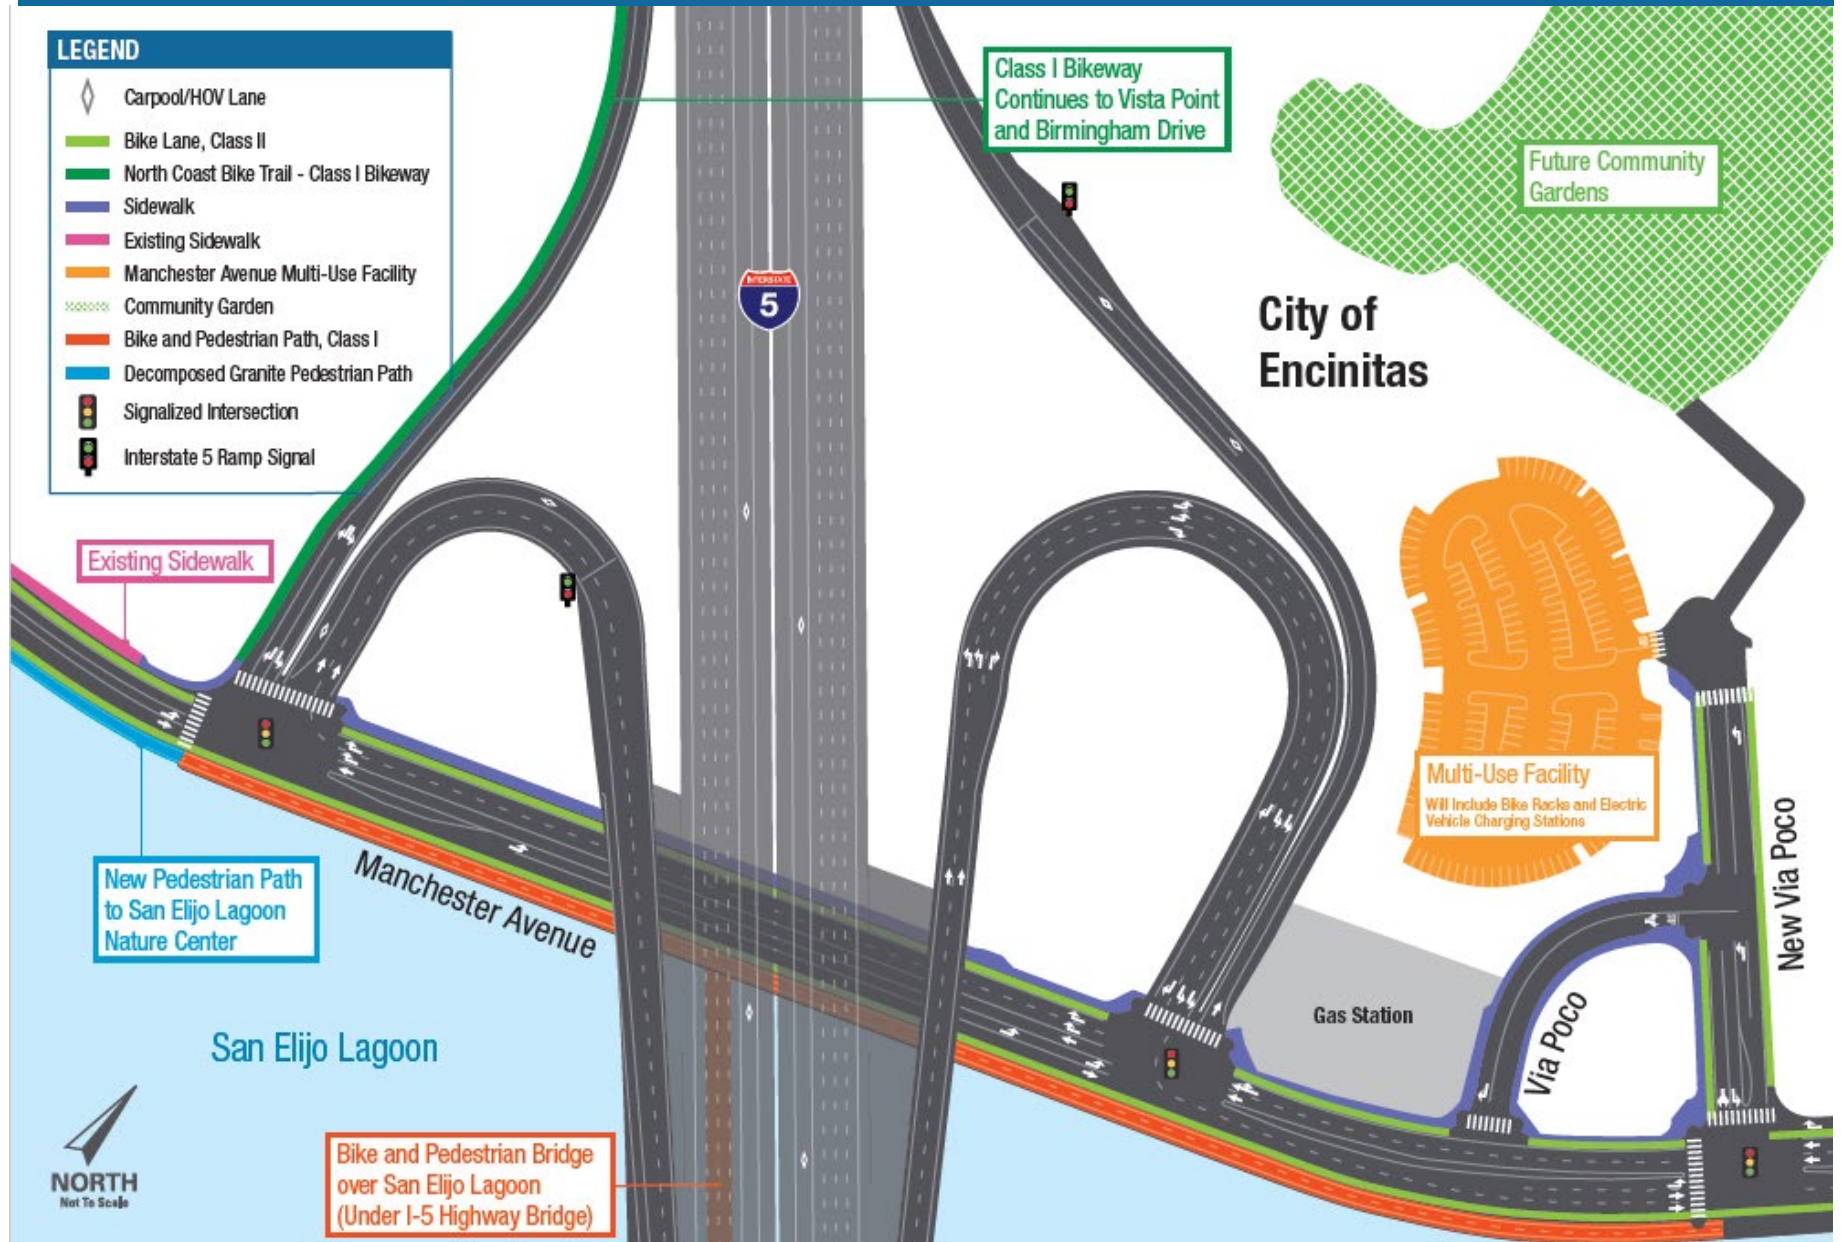 LEGEND
Carpool/HOV Lane
Bike Lane, Class II
North Coast Bike Trail - Class I Bikeway
Sidewalk
Existing Sidewalk
Manchester Avenue Multi-Use Facility
Community Garden
Bike and Pedestrian Path, Class I
Decomposed Granite Pedestrian Path
Signalized Intersection
Interstate 5 Ramp Signal
Class I Bikeway
Continues to Vista Point
and Birmingham Drive
Future Community
Gardens
INTERSTATE
5
City of
Encinitas
Existing Sidewalk
Multi-Use Facility
Will Include Bike Racks and Electric
Vehicle Charging Stations
New Pedestrian Path
to San Elijo Lagoon
Nature Center
Manchester Avenue
New Via Poco
Gas Station
Via Poco
San Elijo Lagoon
Bike and Pedestrian Bridge
over San Elijo Lagoon
(Under I-5 Highway Bridge)
NORTH
Not To Scale